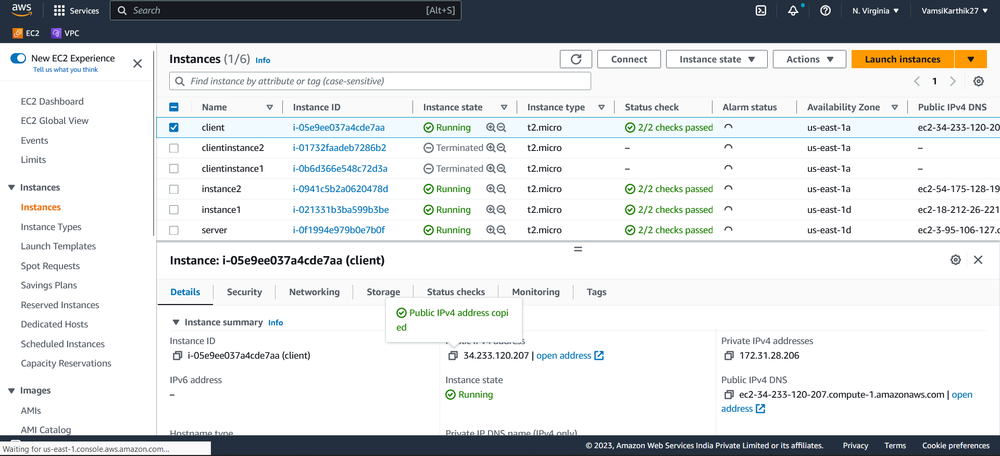 aws
Services
Search
[Alt+S]
N. Virginia
VamsiKarthik27
EC2
VPC
New EC2 Experience
Tell us what you think
EC2 Dashboard
EC2 Global View
Events
Limits
Instances
Instances
Instance Types
Launch Templates
Spot Requests
Savings Plans
Reserved Instances
Dedicated Hosts
Scheduled Instances
Capacity Reservations
Images
AMIs
AMI Catalog
Instances (1/6) Info
Connect
Instance state
Actions
Launch instances
Find instance by attribute or tag (case-sensitive)
1
Name Instance ID Instance state Instance type Status check Alarm status Availability Zone Public IPv4 DNS
client i-05e9ee037a4cde7aa Running t2.micro 2/2 checks passed us-east-1a ec2-34-233-120-20
clientinstance2 i-01732faadeb7286b2 Terminated t2.micro – us-east-1a –
clientinstance1 i-0b6d366e548c72d3a Terminated t2.micro – us-east-1a –
instance2 i-0941c5b2a0620478d Running t2.micro 2/2 checks passed us-east-1a ec2-54-175-128-19
instance1 i-021331b3ba599b3be Running t2.micro 2/2 checks passed us-east-1d ec2-18-212-26-221
server i-0f1994e979b0e7b0f Running t2.micro 2/2 checks passed us-east-1d ec2-3-95-106-127.c
Instance: i-05e9ee037a4cde7aa (client)
Details Security Networking Storage Status checks Monitoring Tags
Public IPv4 address copi
ed
Instance summary Info
Instance ID
i-05e9ee037a4cde7aa (client)
Public IPv4 address
34.233.120.207 | open address
Private IPv4 addresses
172.31.28.206
IPv6 address
–
Instance state
Running
Public IPv4 DNS
ec2-34-233-120-207.compute-1.amazonaws.com | open
address
Hostname type
Private IP DNS name (IPv4 only)
Waiting for us-east-1.console.aws.amazon.com...
© 2023, Amazon Web Services India Private Limited or its affiliates.
Privacy
Terms
Cookie preferences